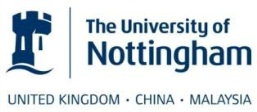 The University of
Nottingham
UNITED KINGDOM · CHINA · MALAYSIA